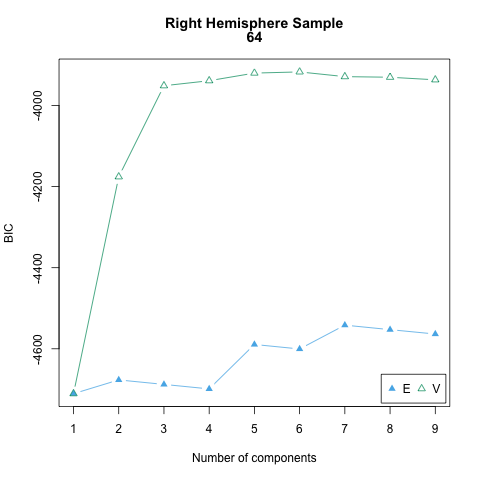 Right Hemisphere Sample
64
BIC
-4000
-4200
-4400
-4600
1 2 3 4 5 6 7 8 9
Number of components
E V